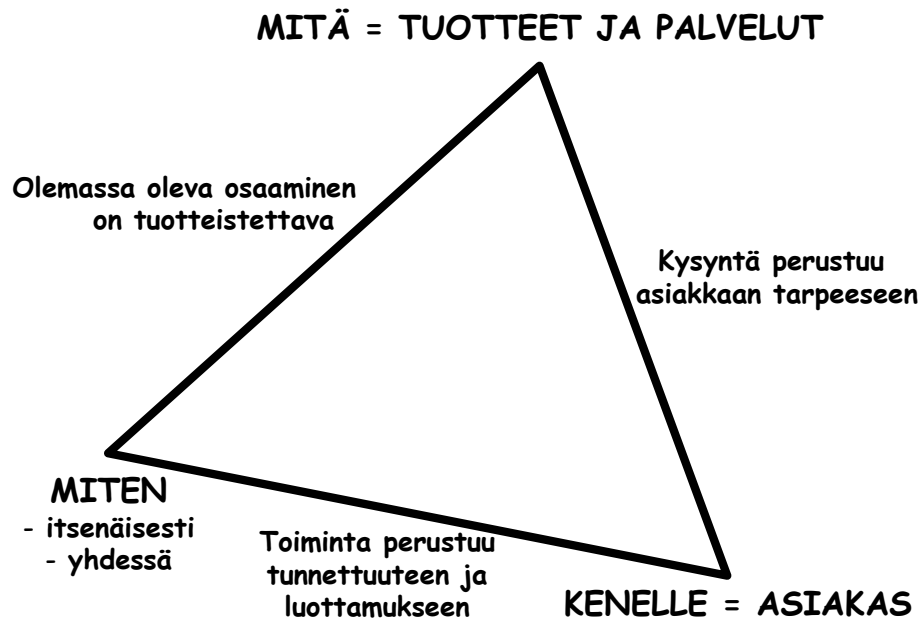 MITÄ = TUOTTEET JA PALVELUT
Olemassa oleva osaaminen
on tuotteistettava
Kysyntä perustuu
asiakkaan tarpeeseen
MITEN
- itsenäisesti
- yhdessä
Toiminta perustuu
tunnettuuteen ja
luottamukseen
KENELLE = ASIAKAS